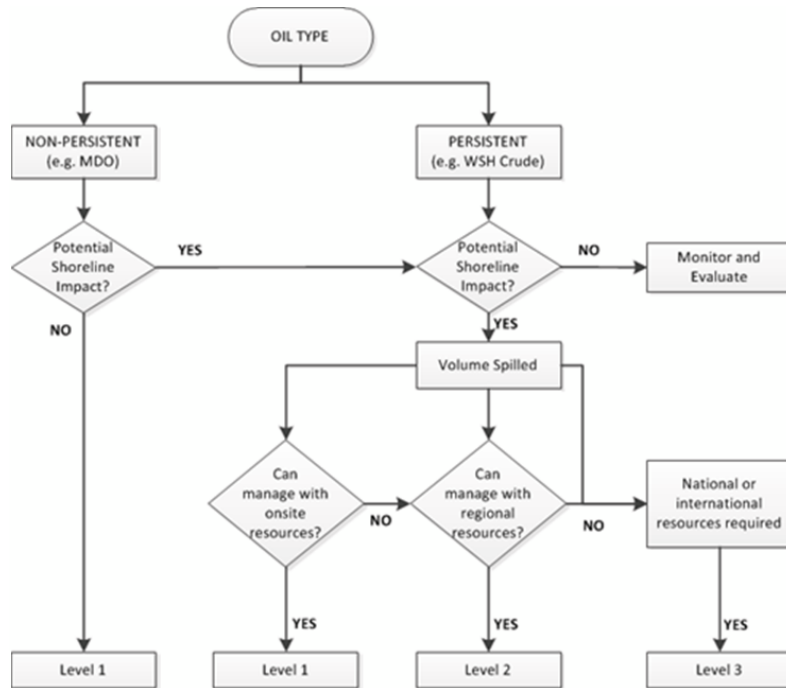 OIL TYPE
NON-PERSISTENT
(e.g. MDO)
PERSISTENT
(e.g. WSH Crude)
Potential
Shoreline
Impact?
YES
Potential
Shoreline
Impact?
NO
Monitor and
Evaluate
NO
YES
Volume Spilled
Can
manage with
onsite
resources?
NO
Can
manage with
regional
resources?
NO
National or
international
resources required
YES
YES
YES
Level 1
Level 1
Level 2
Level 3